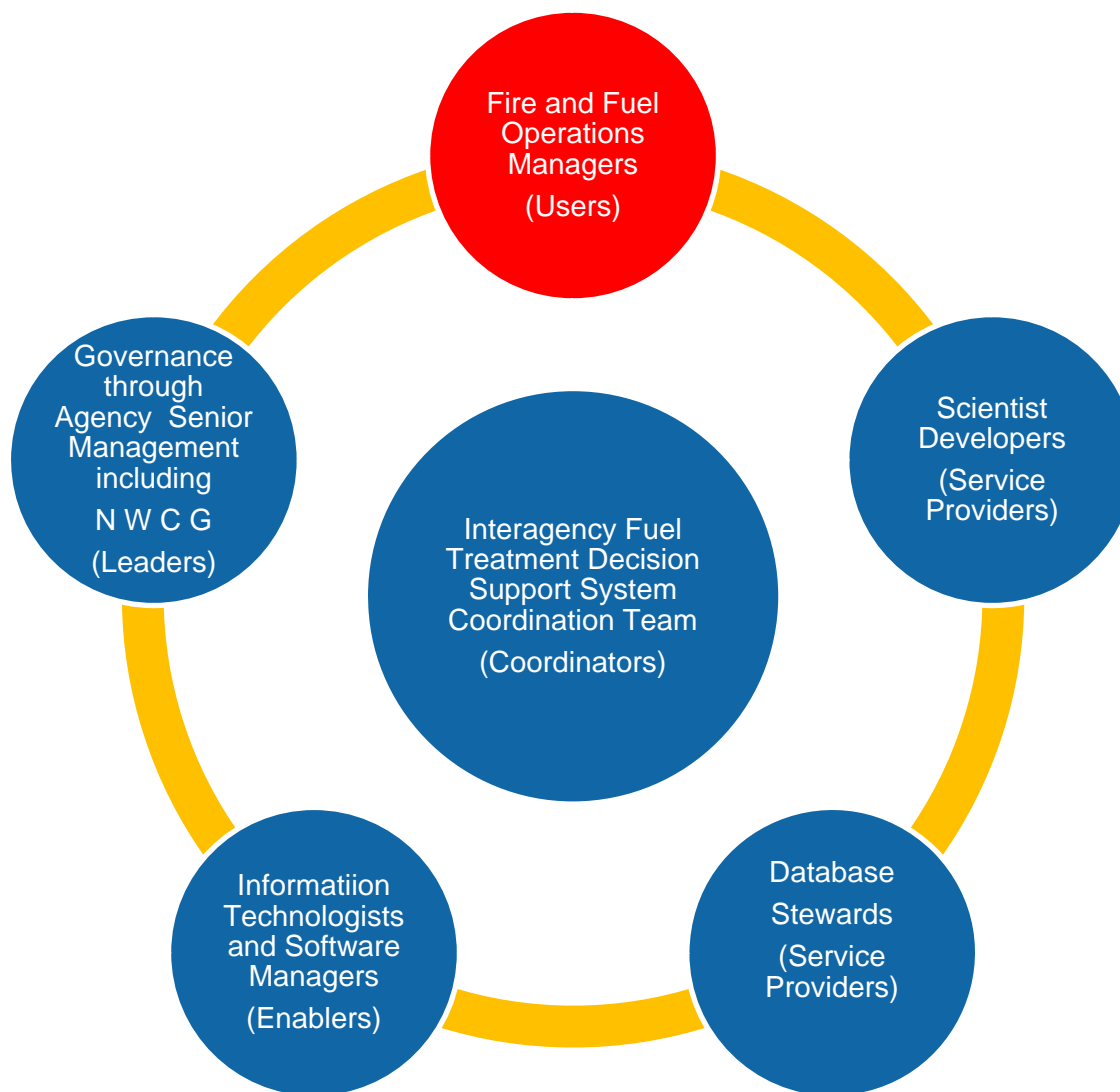 Fire and Fuel
Operations
Managers
(Users)
Governance
through
Agency  Senior
Management
including
N W C G
(Leaders)
Scientist
Developers
(Service
Providers)
Interagency Fuel
Treatment Decision
Support System
Coordination Team
(Coordinators)
Informatiion
Technologists
and Software
Managers
(Enablers)
Database
Stewards
(Service
Providers)